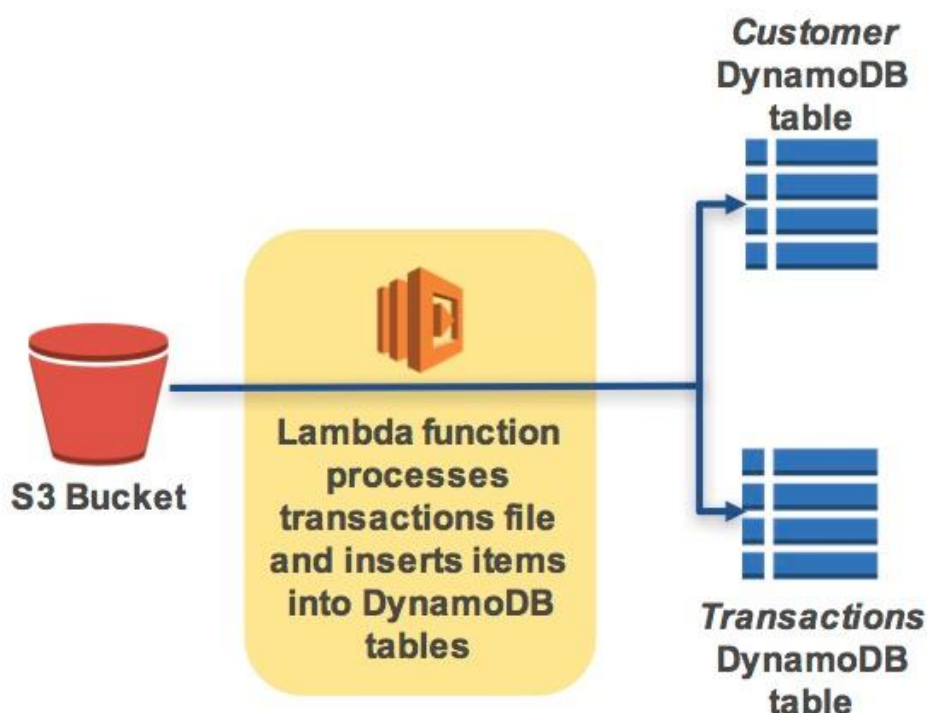 Customer
DynamoDB
table
S3 Bucket
Lambda function
processes
transactions file
and inserts items
into DynamoDB
tables
Transactions
DynamoDB
table